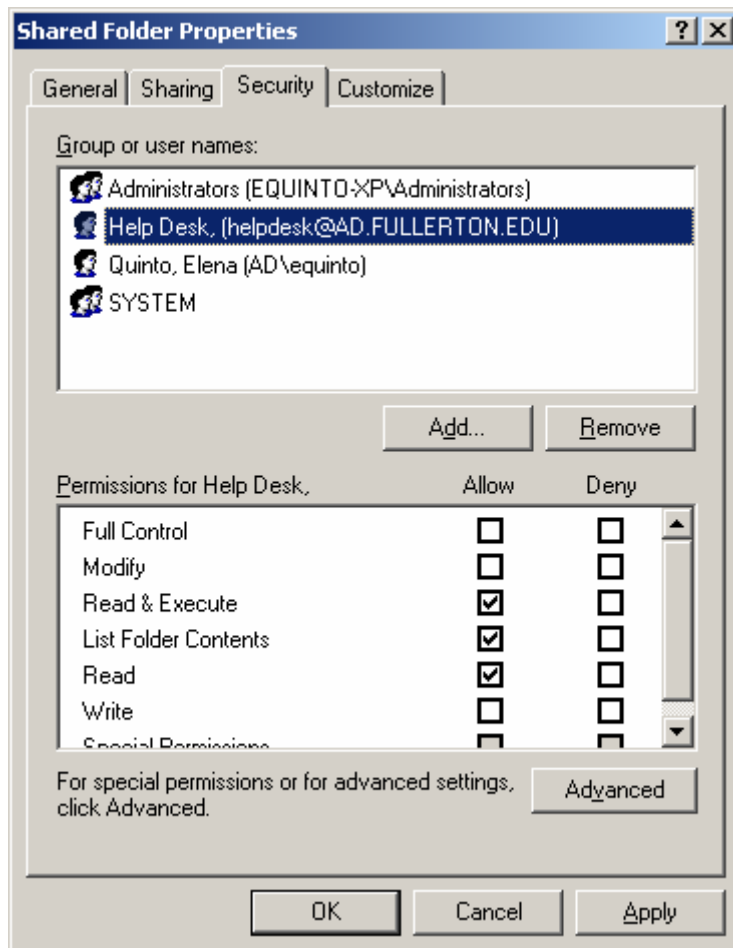 Shared Folder Properties
General Sharing Security Customize
Group or user names:
Administrators (EQUINTO-XP\Administrators)
Help Desk, (helpdesk@AD.FULLERTON.EDU)
Quinto, Elena (AD\equinto)
SYSTEM
Add... Remove
Permissions for Help Desk, Allow Deny
Full Control
Modify
Read & Execute
List Folder Contents
Read
Write
Special Permissions
For special permissions or for advanced settings, Advanced
click Advanced.
OK Cancel Apply